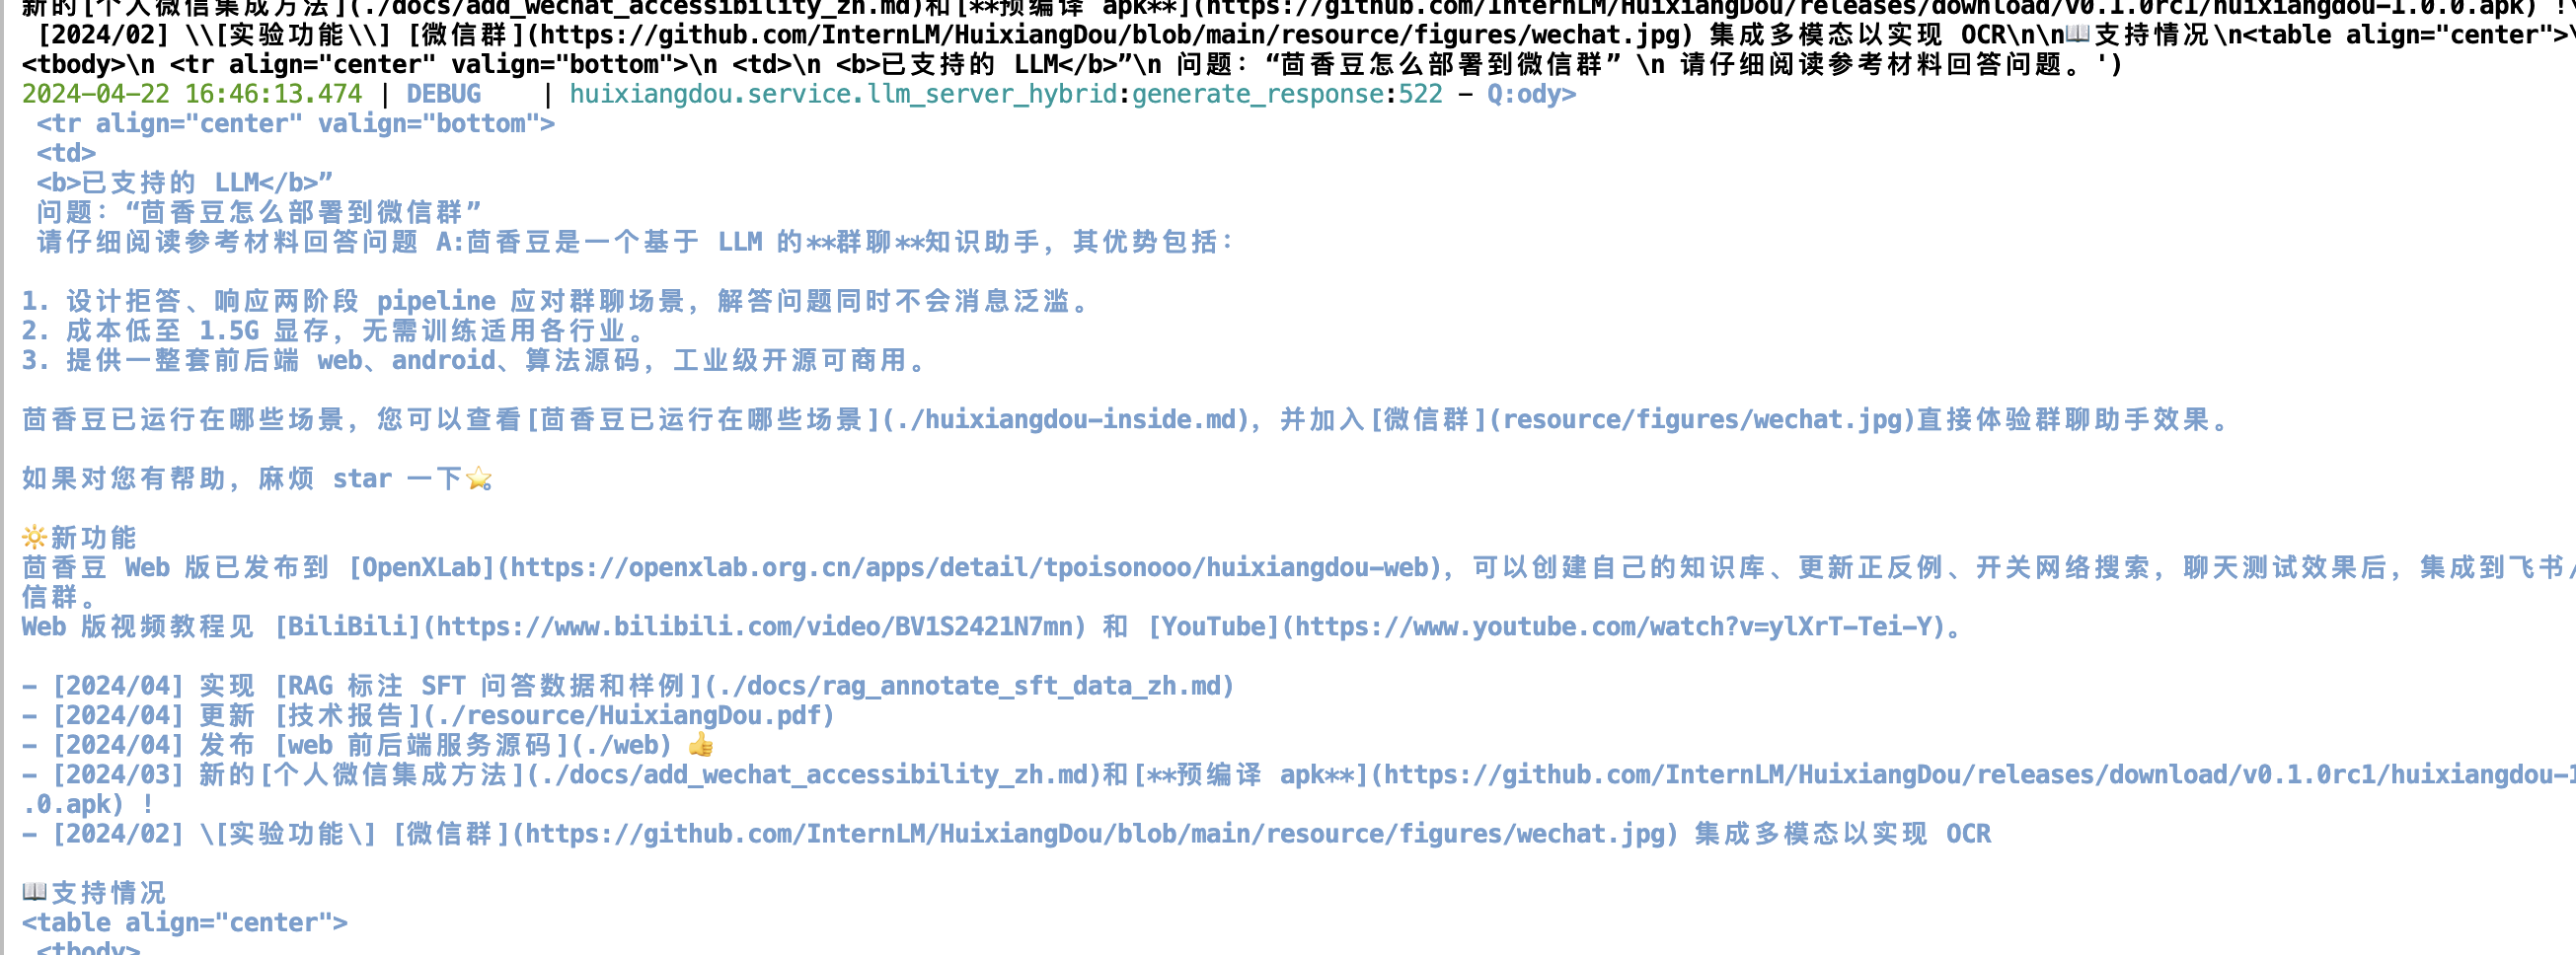 新的[个人微信集成方法](./docs/add_wechat_accessibility_zh.md)和[**预编译 apk**](https://github.com/InternLM/HuixiangDou/releases/download/v0.1.0rc1/huixiangdou-1.0.0.apk) !\
[2024/02] \\[实验功能\\] [微信群](https://github.com/InternLM/HuixiangDou/blob/main/resource/figures/wechat.jpg) 集成多模态以实现 OCR\n\n📖支持情况\n<table align="center">\
<tbody>\n <tr align="center" valign="bottom">\n <td>\n <b>已支持的 LLM</b>”\n 问题：“茴香豆怎么部署到微信群” \n 请仔细阅读参考材料回答问题。')
2024-04-22 16:46:13.474 | DEBUG    | huixiangdou.service.llm_server_hybrid:generate_response:522 - Q:ody>
<tr align="center" valign="bottom">
<td>
<b>已支持的 LLM</b>”
问题：“茴香豆怎么部署到微信群”
请仔细阅读参考材料回答问题 A:茴香豆是一个基于 LLM 的**群聊**知识助手，其优势包括：
1. 设计拒答、响应两阶段 pipeline 应对群聊场景，解答问题同时不会消息泛滥。
2. 成本低至 1.5G 显存，无需训练适用各行业。
3. 提供一整套前后端 web、android、算法源码，工业级开源可商用。
茴香豆已运行在哪些场景，您可以查看[茴香豆已运行在哪些场景](./huixiangdou-inside.md)，并加入[微信群](resource/figures/wechat.jpg)直接体验群聊助手效果。
如果对您有帮助，麻烦 star 一下⭐
🔆新功能
茴香豆 Web 版已发布到 [OpenXLab](https://openxlab.org.cn/apps/detail/tpoisonooo/huixiangdou-web)，可以创建自己的知识库、更新正反例、开关网络搜索，聊天测试效果后，集成到飞书/
信群。
Web 版视频教程见 [BiliBili](https://www.bilibili.com/video/BV1S2421N7mn) 和 [YouTube](https://www.youtube.com/watch?v=ylXrT-Tei-Y)。
- [2024/04] 实现 [RAG 标注 SFT 问答数据和样例](./docs/rag_annotate_sft_data_zh.md)
- [2024/04] 更新 [技术报告](./resource/HuixiangDou.pdf)
- [2024/04] 发布 [web 前后端服务源码](./web) 👍
- [2024/03] 新的[个人微信集成方法](./docs/add_wechat_accessibility_zh.md)和[**预编译 apk**](https://github.com/InternLM/HuixiangDou/releases/download/v0.1.0rc1/huixiangdou-1
.0.apk) !
- [2024/02] \[实验功能\] [微信群](https://github.com/InternLM/HuixiangDou/blob/main/resource/figures/wechat.jpg) 集成多模态以实现 OCR
📖支持情况
<table align="center">
<tbody>